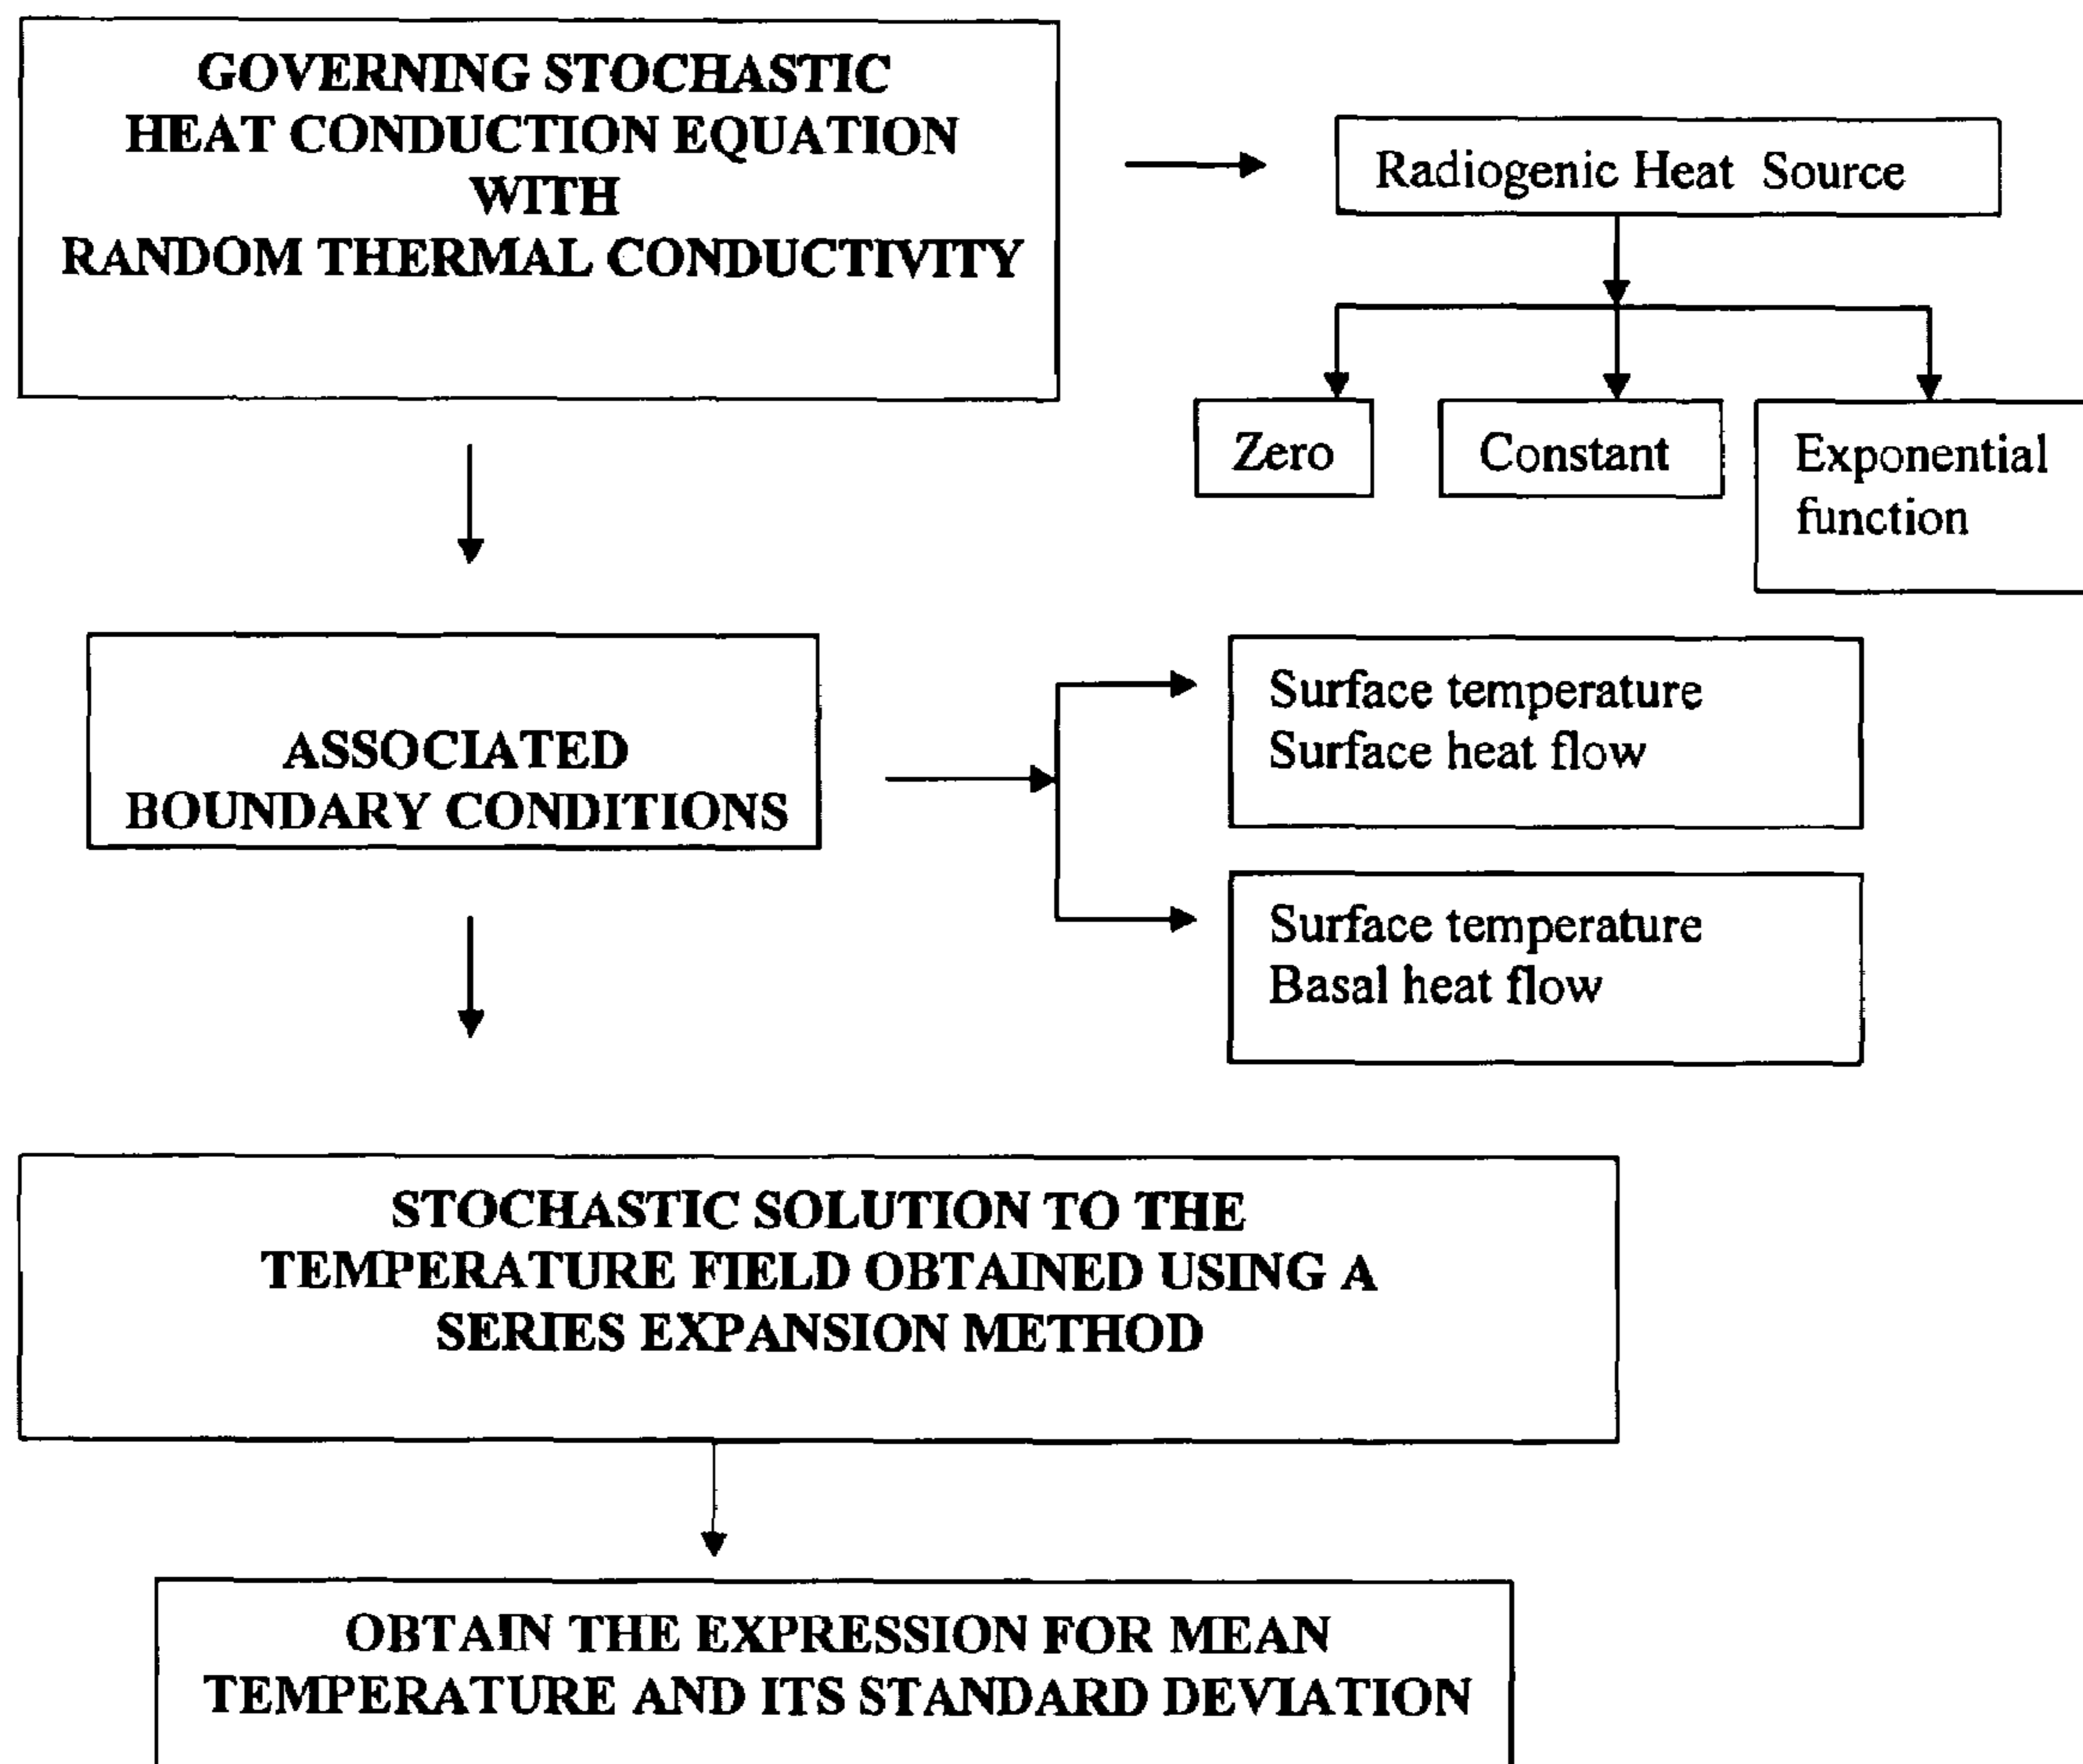 GOVERNING STOCHASTIC
HEAT CONDUCTION EQUATION
WITH
RANDOM THERMAL CONDUCTIVITY
Radiogenic Heat Source
Zero
Constant
Exponential
function
ASSOCIATED
BOUNDARY CONDITIONS
Surface temperature
Surface heat flow
Surface temperature
Basal heat flow
STOCHASTIC SOLUTION TO THE
TEMPERATURE FIELD OBTAINED USING A
SERIES EXPANSION METHOD
OBTAIN THE EXPRESSION FOR MEAN
TEMPERATURE AND ITS STANDARD DEVIATION